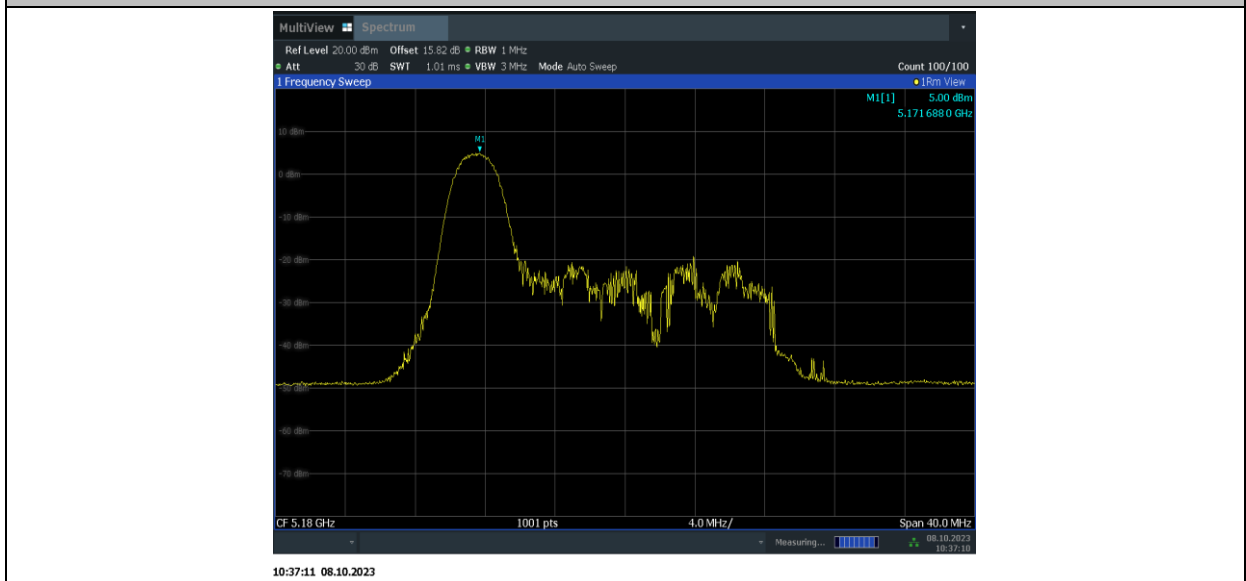 MultiView Spectrum
Ref Level 20.00 dBm Offset 15.82 dB RBW 1 MHz
Att 30 dB SWT 1.01 ms VBW 3 MHz Mode Auto Sweep Count 100/100
1 Frequency Sweep 1Rm View
M1[1] 5.00 dBm
5.1716880 GHz
10 dBm
M1
0 dBm
-10 dBm
-20 dBm
-30 dBm
-40 dBm
-50 dBm
-60 dBm
-70 dBm
CF 5.18 GHz 1001 pts 4.0 MHz/ Span 40.0 MHz
Measuring... 08.10.2023
10:37:10
10:37:11 08.10.2023